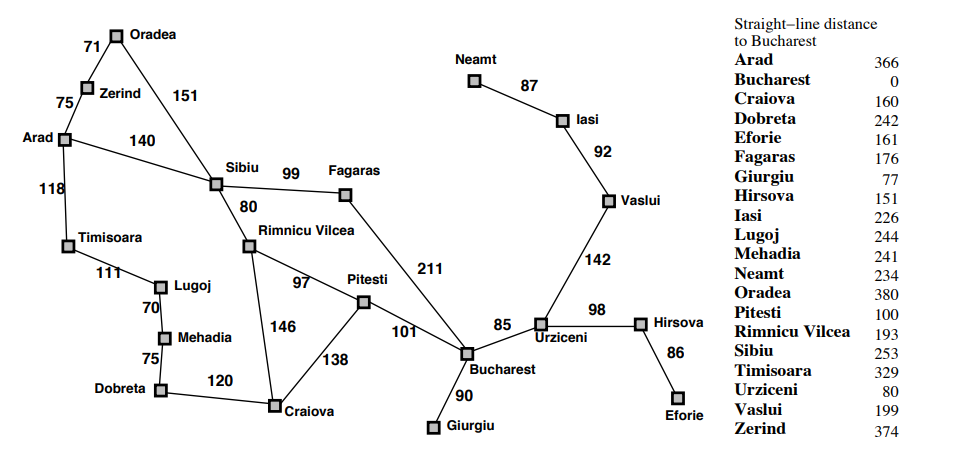 Oradea
71
Neamt
87
Zerind
151
75
Iasi
Arad
140
92
Sibiu
99
Fagaras
118
80
Vaslui
Timisoara
Rimnicu Vilcea
111
Lugoj
97
Pitesti
211
142
70
146
98
Mehadia
101
85
Hirsova
Urziceni
75
138
86
Bucharest
Dobreta
120
90
Craiova
Eforie
Giurgiu
Straight–line distance
to Bucharest
Arad 366
Bucharest 0
Craiova 160
Dobreta 242
Eforie 161
Fagaras 176
Giurgiu 77
Hirsova 151
Iasi 226
Lugoj 244
Mehadia 241
Neamt 234
Oradea 380
Pitesti 100
Rimnicu Vilcea 193
Sibiu 253
Timisoara 329
Urziceni 80
Vaslui 199
Zerind 374